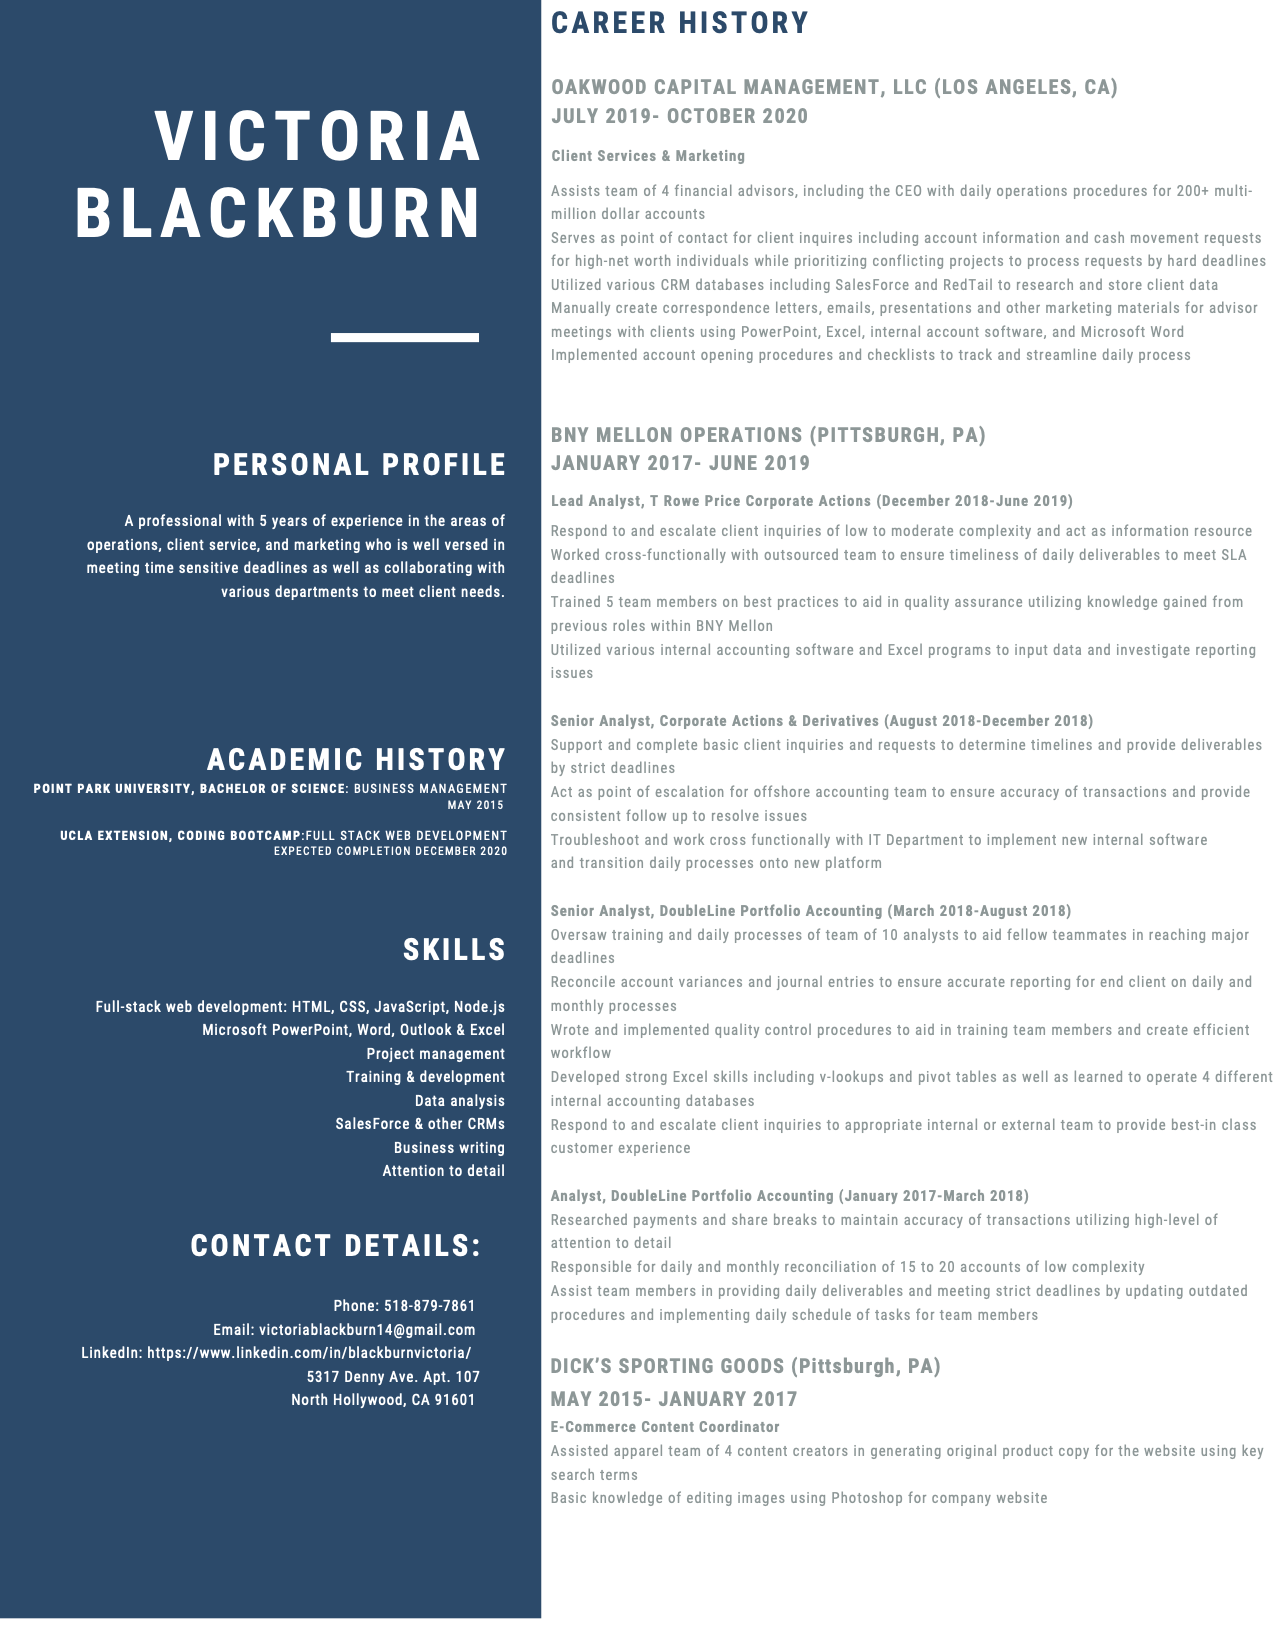 VICTORIA
BLACKBURN
PERSONAL PROFILE
A professional with 5 years of experience in the areas of
operations, client service, and marketing who is well versed in
meeting time sensitive deadlines as well as collaborating with
various departments to meet client needs.
ACADEMIC HISTORY
POINT PARK UNIVERSITY, BACHELOR OF SCIENCE: BUSINESS MANAGEMENT
MAY 2015
UCLA EXTENSION, CODING BOOTCAMP:FULL STACK WEB DEVELOPMENT
EXPECTED COMPLETION DECEMBER 2020
SKILLS
Full-stack web development: HTML, CSS, JavaScript, Node.js
Microsoft PowerPoint, Word, Outlook & Excel
Project management
Training & development
Data analysis
SalesForce & other CRMs
Business writing
Attention to detail
CONTACT DETAILS:
Phone: 518-879-7861
Email: victoriablackburn14@gmail.com
LinkedIn: https://www.linkedin.com/in/blackburnvictoria/
5317 Denny Ave. Apt. 107
North Hollywood, CA 91601
CAREER HISTORY
OAKWOOD CAPITAL MANAGEMENT, LLC (LOS ANGELES, CA)
JULY 2019- OCTOBER 2020
Client Services & Marketing
Assists team of 4 financial advisors, including the CEO with daily operations procedures for 200+ multi-
million dollar accounts
Serves as point of contact for client inquires including account information and cash movement requests
for high-net worth individuals while prioritizing conflicting projects to process requests by hard deadlines
Utilized various CRM databases including SalesForce and RedTail to research and store client data
Manually create correspondence letters, emails, presentations and other marketing materials for advisor
meetings with clients using PowerPoint, Excel, internal account software, and Microsoft Word
Implemented account opening procedures and checklists to track and streamline daily process
BNY MELLON OPERATIONS (PITTSBURGH, PA)
JANUARY 2017- JUNE 2019
Lead Analyst, T Rowe Price Corporate Actions (December 2018-June 2019)
Respond to and escalate client inquiries of low to moderate complexity and act as information resource
Worked cross-functionally with outsourced team to ensure timeliness of daily deliverables to meet SLA
deadlines
Trained 5 team members on best practices to aid in quality assurance utilizing knowledge gained from
previous roles within BNY Mellon
Utilized various internal accounting software and Excel programs to input data and investigate reporting
issues
Senior Analyst, Corporate Actions & Derivatives (August 2018-December 2018)
Support and complete basic client inquiries and requests to determine timelines and provide deliverables
by strict deadlines
Act as point of escalation for offshore accounting team to ensure accuracy of transactions and provide
consistent follow up to resolve issues
Troubleshoot and work cross functionally with IT Department to implement new internal software
and transition daily processes onto new platform
Senior Analyst, DoubleLine Portfolio Accounting (March 2018-August 2018)
Oversaw training and daily processes of team of 10 analysts to aid fellow teammates in reaching major
deadlines
Reconcile account variances and journal entries to ensure accurate reporting for end client on daily and
monthly processes
Wrote and implemented quality control procedures to aid in training team members and create efficient
workflow
Developed strong Excel skills including v-lookups and pivot tables as well as learned to operate 4 different
internal accounting databases
Respond to and escalate client inquiries to appropriate internal or external team to provide best-in class
customer experience
Analyst, DoubleLine Portfolio Accounting (January 2017-March 2018)
Researched payments and share breaks to maintain accuracy of transactions utilizing high-level of
attention to detail
Responsible for daily and monthly reconciliation of 15 to 20 accounts of low complexity
Assist team members in providing daily deliverables and meeting strict deadlines by updating outdated
procedures and implementing daily schedule of tasks for team members
DICK’S SPORTING GOODS (Pittsburgh, PA)
MAY 2015- JANUARY 2017
E-Commerce Content Coordinator
Assisted apparel team of 4 content creators in generating original product copy for the website using key
search terms
Basic knowledge of editing images using Photoshop for company website